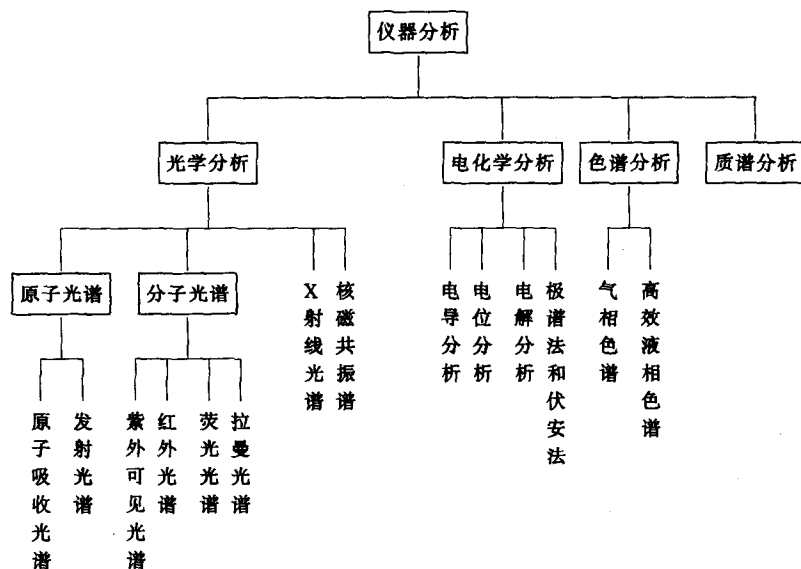 仪器分析
光学分析
电化学分析
色谱分析
质谱分析
原子光谱
分子光谱
X射线光谱
核磁共振谱
电导分析
电位分析
电解分析
极谱法和伏安法
气相色谱
高效液相色谱
原子吸收光谱
发射光谱
紫外可见光谱
红外光谱
荧光光谱
拉曼光谱